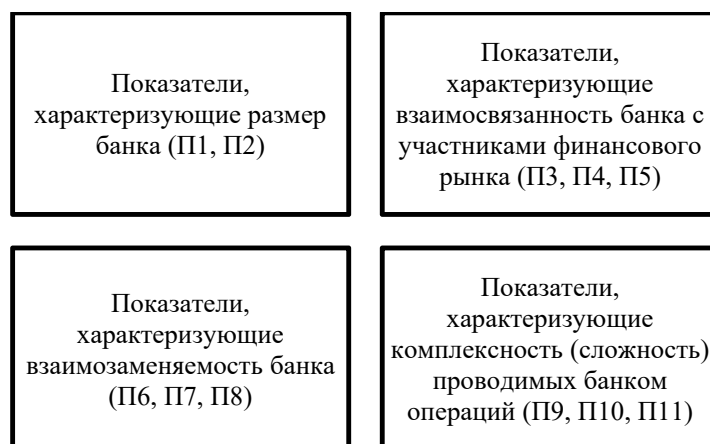 Показатели,
характеризующие размер
банка (П1, П2)
Показатели,
характеризующие
взаимосвязанность банка с
участниками финансового
рынка (П3, П4, П5)
Показатели,
характеризующие
взаимозаменяемость банка
(П6, П7, П8)
Показатели,
характеризующие
комплексность (сложность)
проводимых банком
операций (П9, П10, П11)